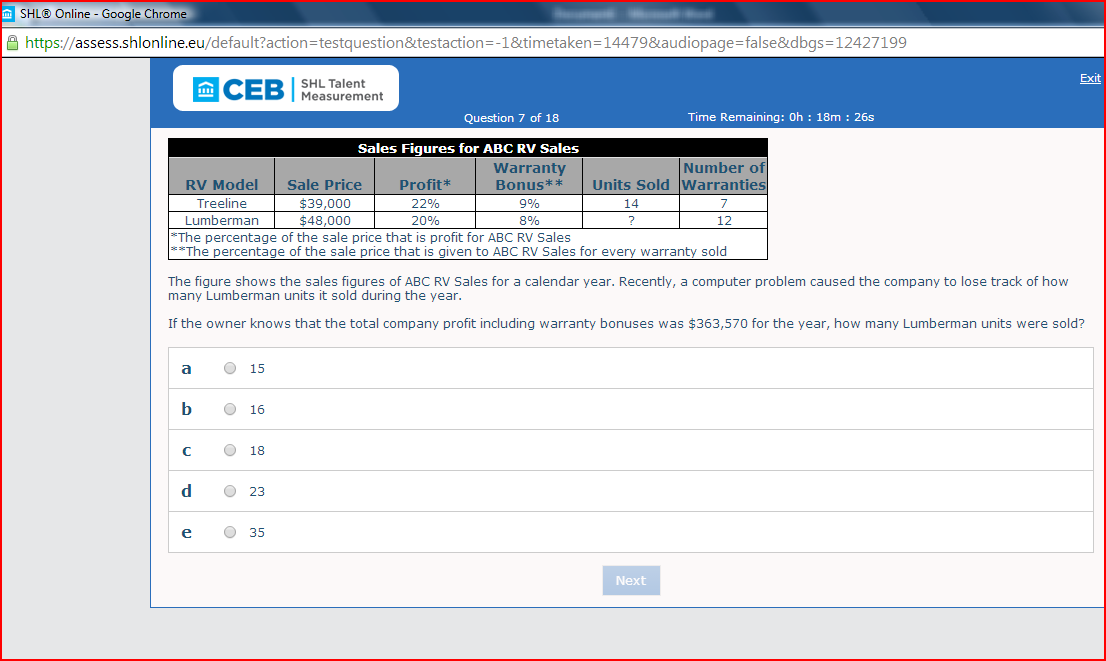 SHL® Online - Google Chrome
https://assess.shlonline.eu/default?action=testquestion&testaction=-1&timetaken=14479&audiopage=false&dbgs=12427199
Exit
CEB SHL Talent
Measurement
Question 7 of 18 Time Remaining: 0h : 18m : 26s
Sales Figures for ABC RV Sales
RV Model Sale Price Profit* Warranty Bonus** Units Sold Number of Warranties
Treeline $39,000 22% 9% 14 7
Lumberman $48,000 20% 8% ? 12
*The percentage of the sale price that is profit for ABC RV Sales
**The percentage of the sale price that is given to ABC RV Sales for every warranty sold
The figure shows the sales figures of ABC RV Sales for a calendar year. Recently, a computer problem caused the company to lose track of how
many Lumberman units it sold during the year.
If the owner knows that the total company profit including warranty bonuses was $363,570 for the year, how many Lumberman units were sold?
a 15
b 16
c 18
d 23
e 35
Next